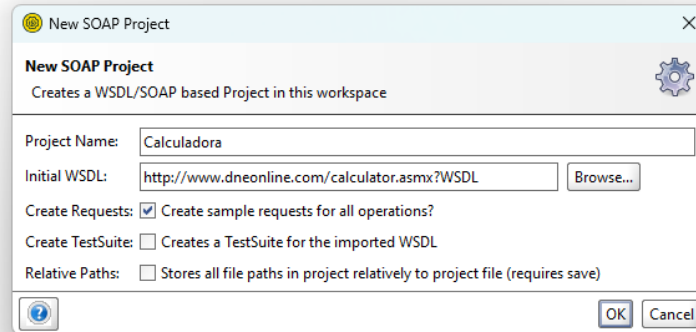 New SOAP Project
New SOAP Project
Creates a WSDL/SOAP based Project in this workspace
Project Name: Calculadora
Initial WSDL: http://www.dneonline.com/calculator.asmx?WSDL Browse...
Create Requests: Create sample requests for all operations?
Create TestSuite: Creates a TestSuite for the imported WSDL
Relative Paths: Stores all file paths in project relatively to project file (requires save)
? OK Cancel